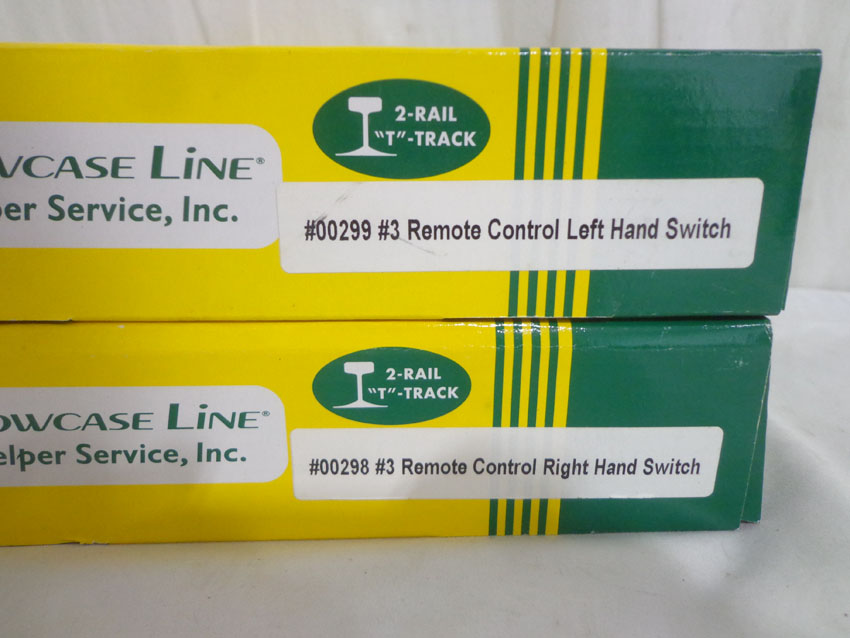 2-RAIL
"T"-TRACK
WCASE LINE®
per Service, Inc.
#00299 #3 Remote Control Left Hand Switch
2-RAIL
"T"-TRACK
OWCASE LINE®
elper Service, Inc.
#00298 #3 Remote Control Right Hand Switch